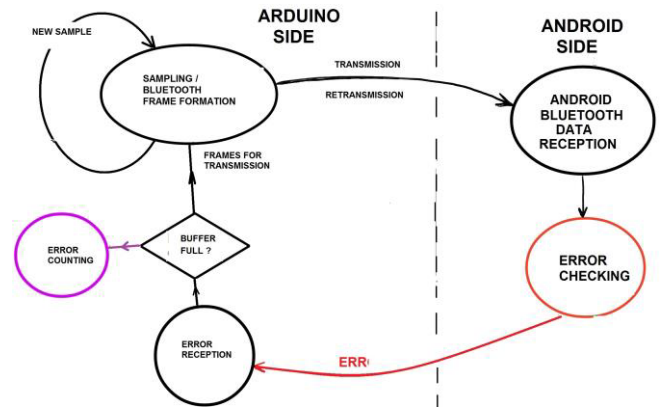 ARDUINO
SIDE
ANDROID
SIDE
NEW SAMPLE
SAMPLING /
BLUETOOTH
FRAME FORMATION
TRANSMISSION
RETRANSMISSION
ANDROID
BLUETOOTH
DATA
RECEPTION
FRAMES FOR
TRANSMISSION
BUFFER
FULL ?
ERROR
COUNTING
ERROR
CHECKING
ERROR
RECEPTION
ERR